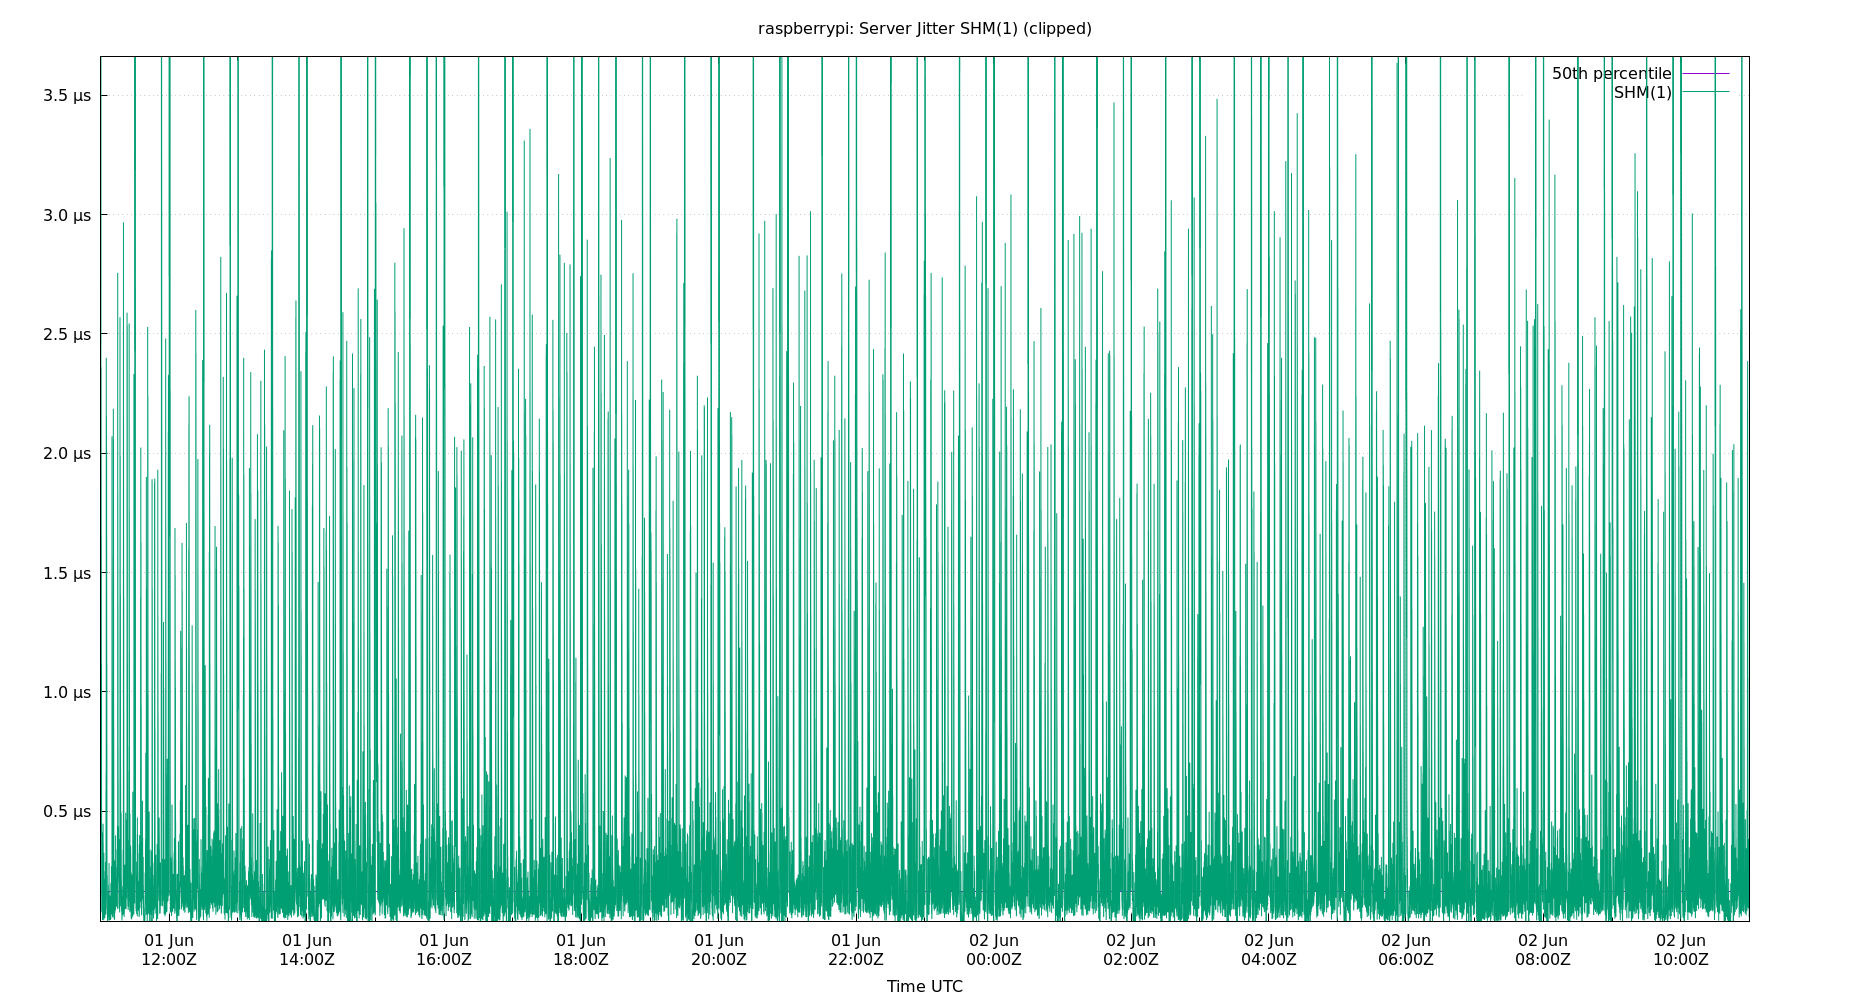 raspberrypi: Server Jitter SHM(1) (clipped)
50th percentile
SHM(1)
3.5 µs
3.0 µs
2.5 µs
2.0 µs
1.5 µs
1.0 µs
0.5 µs
01 Jun 01 Jun 01 Jun 01 Jun 01 Jun 01 Jun 02 Jun 02 Jun 02 Jun 02 Jun 02 Jun 02 Jun
12:00Z 14:00Z 16:00Z 18:00Z 20:00Z 22:00Z 00:00Z 02:00Z 04:00Z 06:00Z 08:00Z 10:00Z
Time UTC